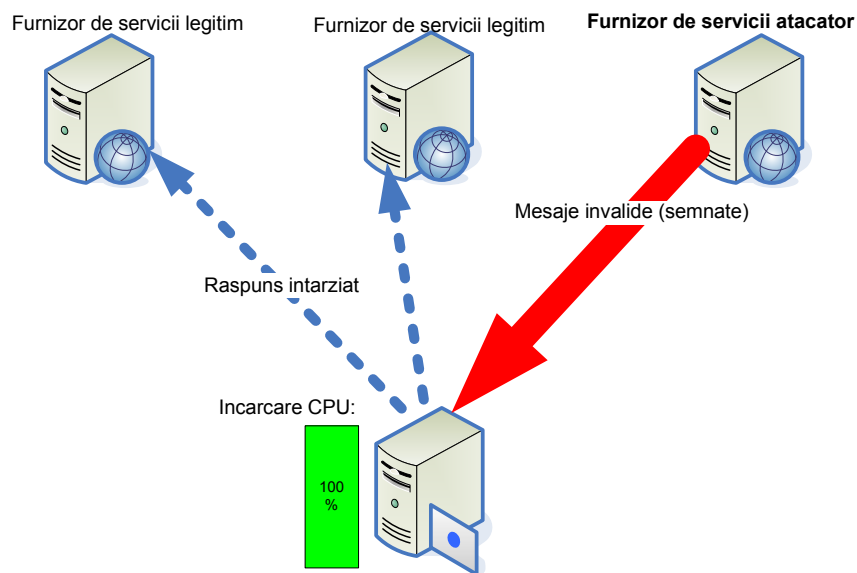 Furnizor de servicii legitim
Furnizor de servicii legitim
Furnizor de servicii atacator
Mesaje invalide (semnate)
Raspuns intarziat
Incarcare CPU:
100
%